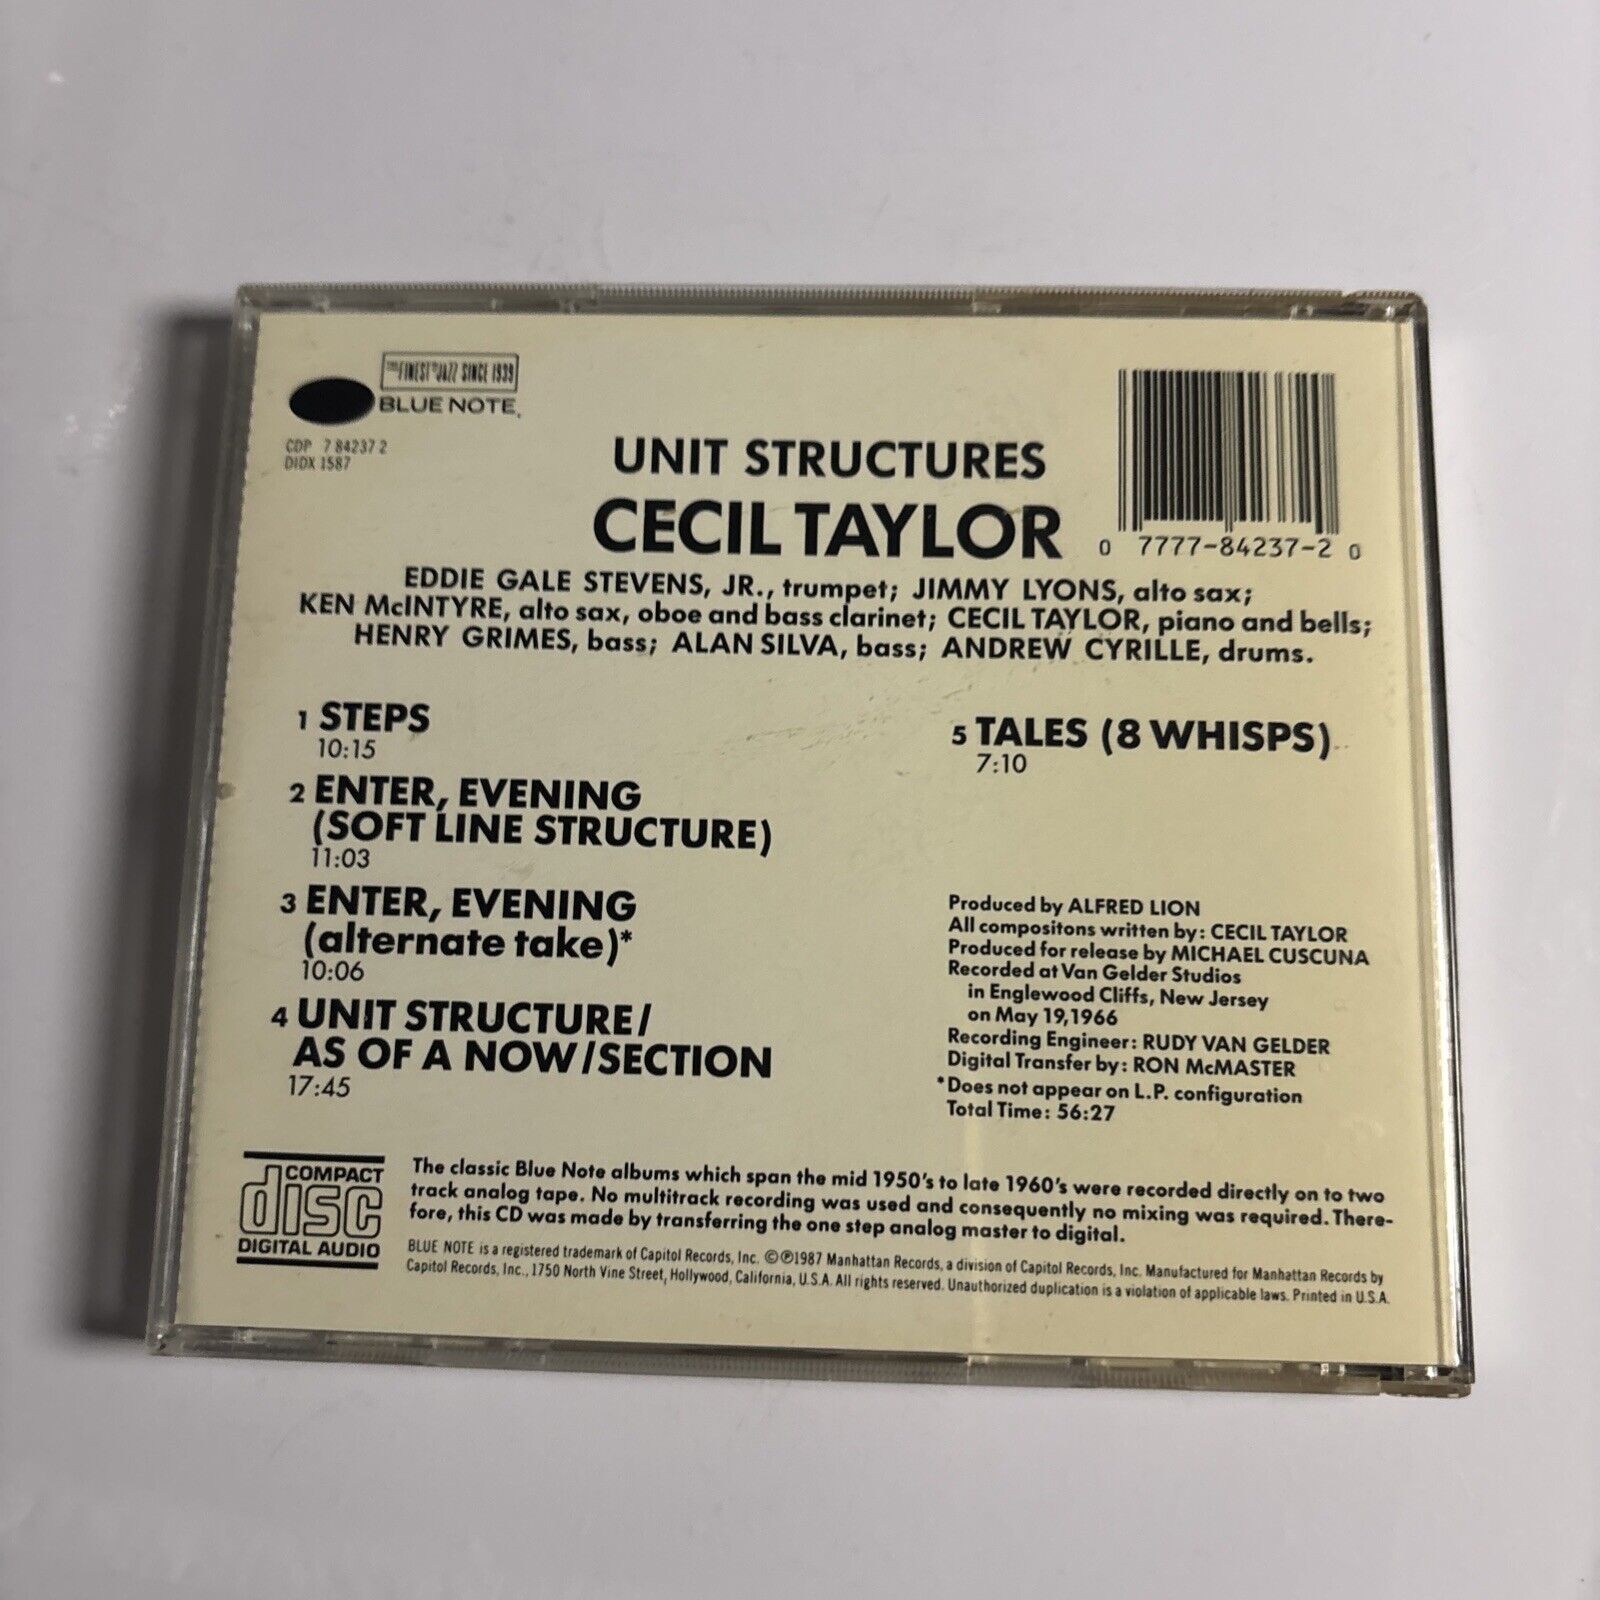 THE FINEST IN JAZZ SINCE 1939
BLUE NOTE
CDP 7 84237 2
DIDX 1587
UNIT STRUCTURES
CECIL TAYLOR
0 7777-84237-2 0
EDDIE GALE STEVENS, JR., trumpet; JIMMY LYONS, alto sax;
KEN McINTYRE, alto sax, oboe and bass clarinet; CECIL TAYLOR, piano and bells;
HENRY GRIMES, bass; ALAN SILVA, bass; ANDREW CYRILLE, drums.
1 STEPS
10:15
2 ENTER, EVENING
(SOFT LINE STRUCTURE)
11:03
3 ENTER, EVENING
(alternate take)*
10:06
4 UNIT STRUCTURE/
AS OF A NOW/SECTION
17:45
5 TALES (8 WHISPS)
7:10
Produced by ALFRED LION
All compositons written by: CECIL TAYLOR
Produced for release by MICHAEL CUSCUNA
Recorded at Van Gelder Studios
in Englewood Cliffs, New Jersey
on May 19,1966
Recording Engineer: RUDY VAN GELDER
Digital Transfer by: RON McMASTER
*Does not appear on L.P. configuration
Total Time: 56:27
COMPACT
disc
DIGITAL AUDIO
The classic Blue Note albums which span the mid 1950's to late 1960's were recorded directly on to two
track analog tape. No multitrack recording was used and consequently no mixing was required. There-
fore, this CD was made by transferring the one step analog master to digital.
BLUE NOTE is a registered trademark of Capitol Records, Inc. ©℗1987 Manhattan Records, a division of Capitol Records, Inc. Manufactured for Manhattan Records by
Capitol Records, Inc., 1750 North Vine Street, Hollywood, California, U.S.A. All rights reserved. Unauthorized duplication is a violation of applicable laws. Printed in U.S.A.